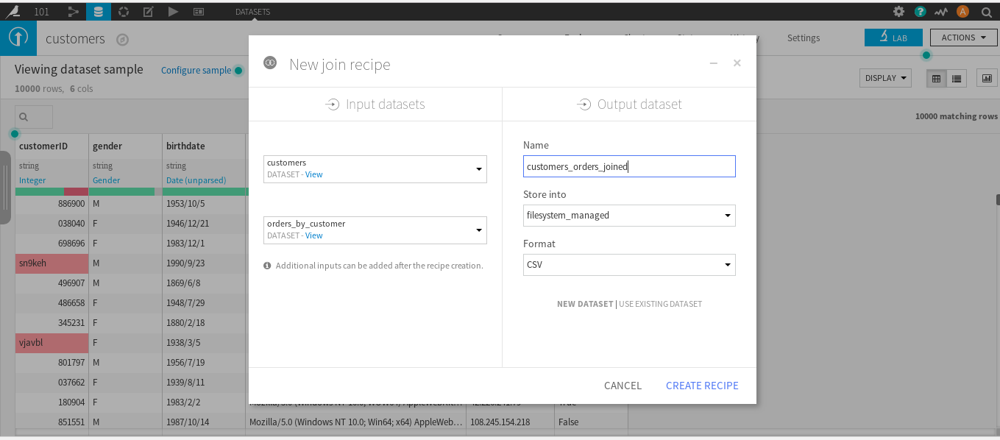 101
DATASETS
A
customers
Settings
LAB
ACTIONS
Viewing dataset sample
Configure sample
10000 rows, 6 cols
DISPLAY
10000 matching rows
customerID gender birthdate
string string string
Integer Gender Date (unparsed)
886900 M 1953/10/5
038040 F 1946/12/21
698696 F 1983/12/1
sn9keh M 1990/9/23
496907 M 1869/6/8
486658 F 1948/7/29
345231 F 1880/2/18
vjavbl F 1938/3/5
801797 M 1956/7/19
037662 F 1939/8/11
180904 F 1983/2/2
851551 M 1987/10/14 Mozilla/5.0 (Windows NT 10.0; Win64; x64) AppleWeb… 108.245.154.218 False
New join recipe
Input datasets
customers
DATASET - View
orders_by_customer
DATASET - View
Additional inputs can be added after the recipe creation.
Output dataset
Name
customers_orders_joined
Store into
filesystem_managed
Format
CSV
NEW DATASET | USE EXISTING DATASET
CANCEL
CREATE RECIPE